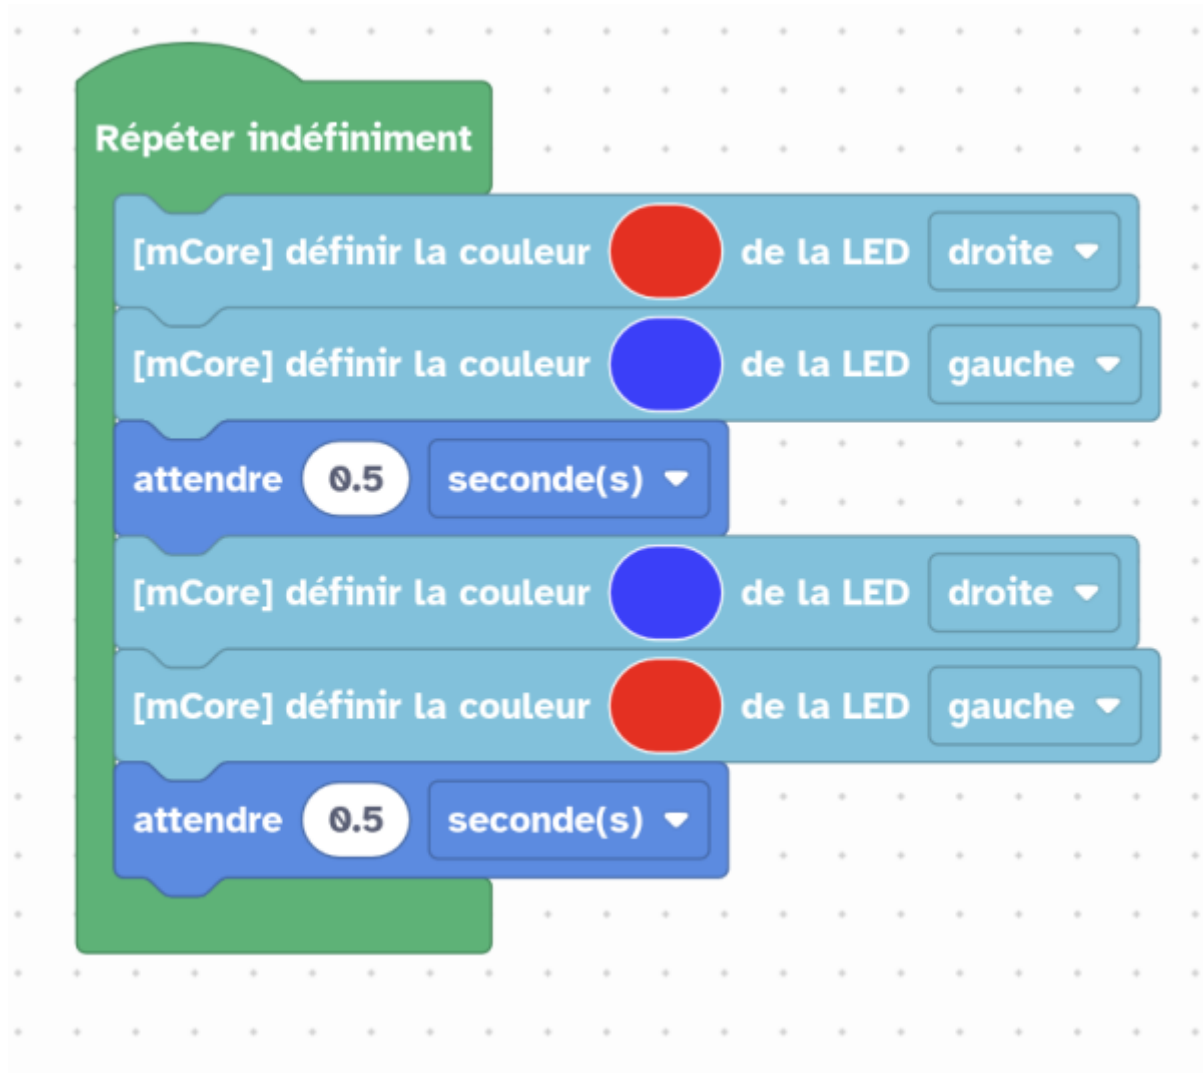 Répéter indéfiniment
[mCore] définir la couleur de la LED droite
[mCore] définir la couleur de la LED gauche
attendre 0.5 seconde(s)
[mCore] définir la couleur de la LED droite
[mCore] définir la couleur de la LED gauche
attendre 0.5 seconde(s)